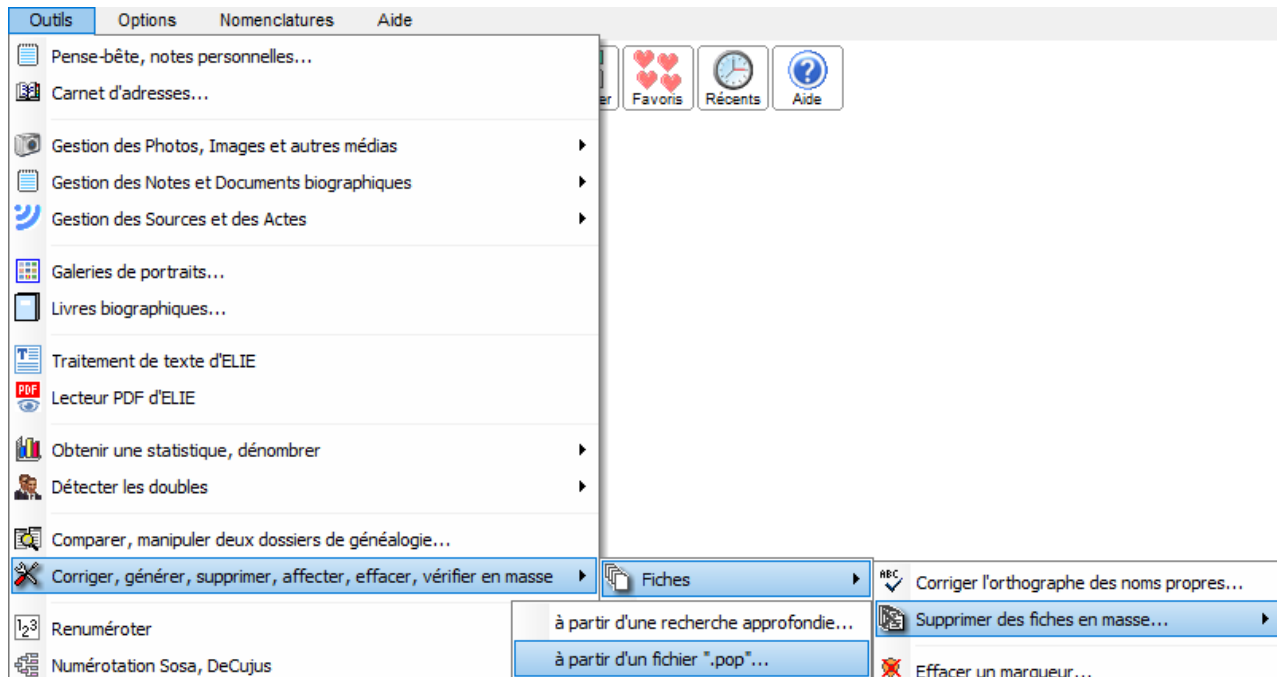 Outils Options Nomenclatures Aide
Pense-bête, notes personnelles...
Carnet d'adresses...
er Favoris Récents Aide
Gestion des Photos, Images et autres médias
Gestion des Notes et Documents biographiques
Gestion des Sources et des Actes
Galeries de portraits...
Livres biographiques...
Traitement de texte d'ELIE
PDF Lecteur PDF d'ELIE
Obtenir une statistique, dénombrer
Détecter les doubles
Comparer, manipuler deux dossiers de généalogie...
Corriger, générer, supprimer, affecter, effacer, vérifier en masse
Fiches
ABC Corriger l'orthographe des noms propres...
Supprimer des fiches en masse...
à partir d'une recherche approfondie...
à partir d'un fichier ".pop"...
Effacer un marqueur...
123 Renuméroter
Numérotation Sosa, DeCujus